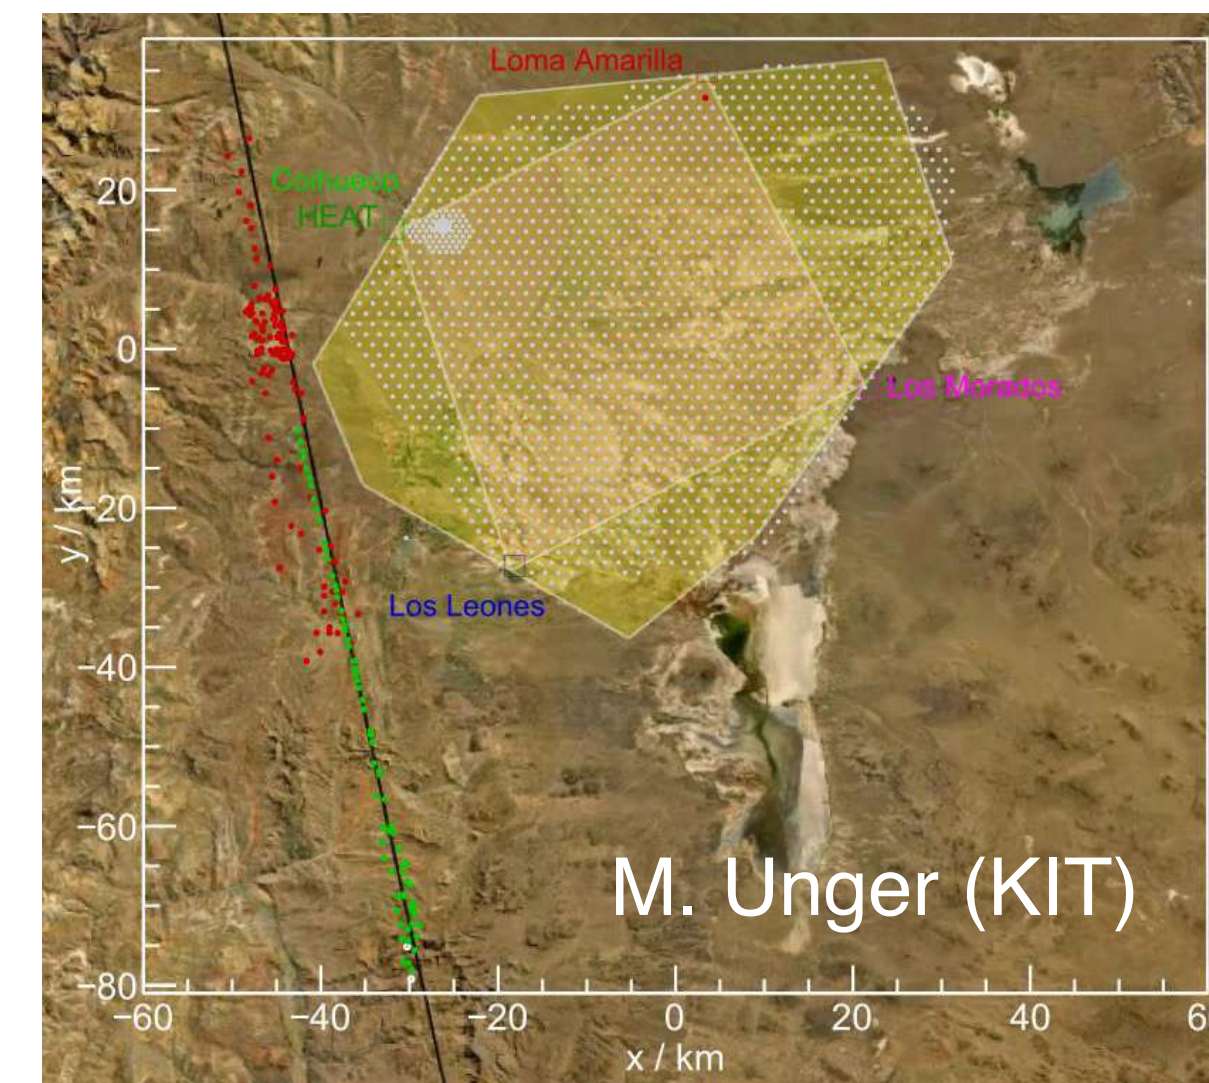 Loma Amarilla
Coihueco
HEAT
Los Morados
Los Leones
M. Unger (KIT)
20
0
−20
−40
−60
−80
y / km
−60
−40
−20
0
20
40
6
x / km